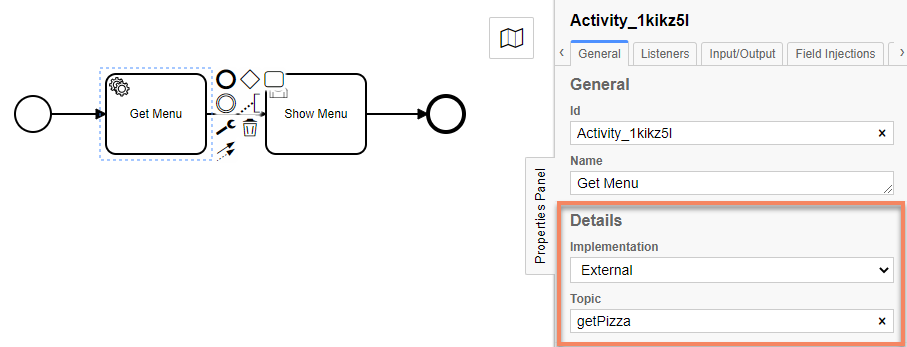 Get Menu
Show Menu
Properties Panel
Activity_1kikz5l
General
Listeners
Input/Output
Field Injections
General
Id
Activity_1kikz5l
Name
Get Menu
Details
Implementation
External
Topic
getPizza